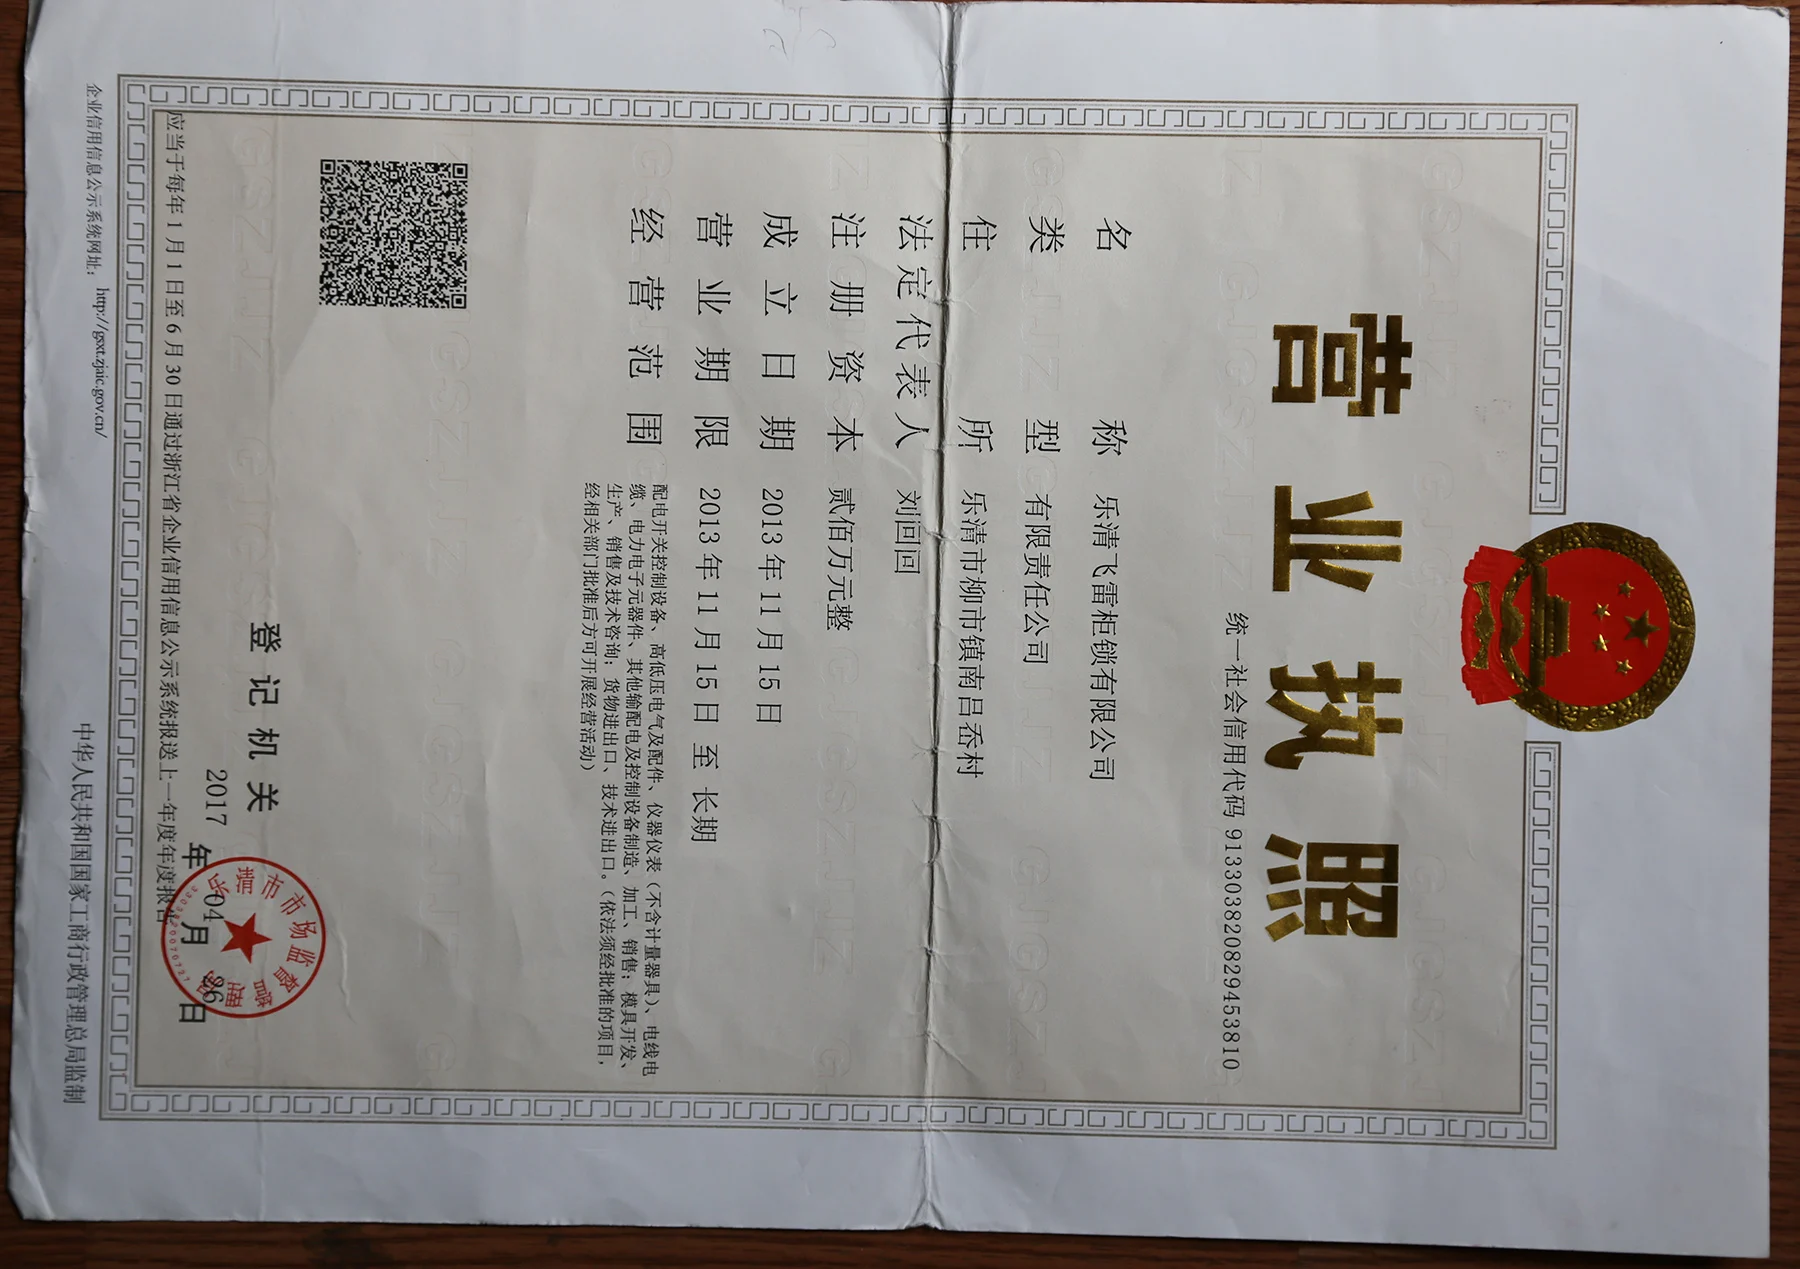 营业执照
统一社会信用代码 913303820829453810
名称 乐清飞雷柜锁有限公司
类型 有限责任公司
住所 乐清市柳市镇南吕岙村
法定代表人 刘回回
注册资本 贰佰万元整
成立日期 2013年11月15日
营业期限 2013年11月15日 至 长期
经营范围 配电开关控制设备、高低压电气及配件、仪器仪表（不含计量器具）、电线电
缆、电力电子元器件、其他输配电及控制设备制造、加工、销售；模具开发、
生产、销售及技术咨询；货物进出口、技术进出口。（依法须经批准的项目，
经相关部门批准后方可开展经营活动）
登记机关
2017年04月26日
乐清市市场监督管理局
应当于每年1月1日至6月30日通过浙江省企业信用信息公示系统报送上一年度年度报告
企业信用信息公示系统网址：http://gsxt.zjaic.gov.cn/
中华人民共和国国家工商行政管理总局监制